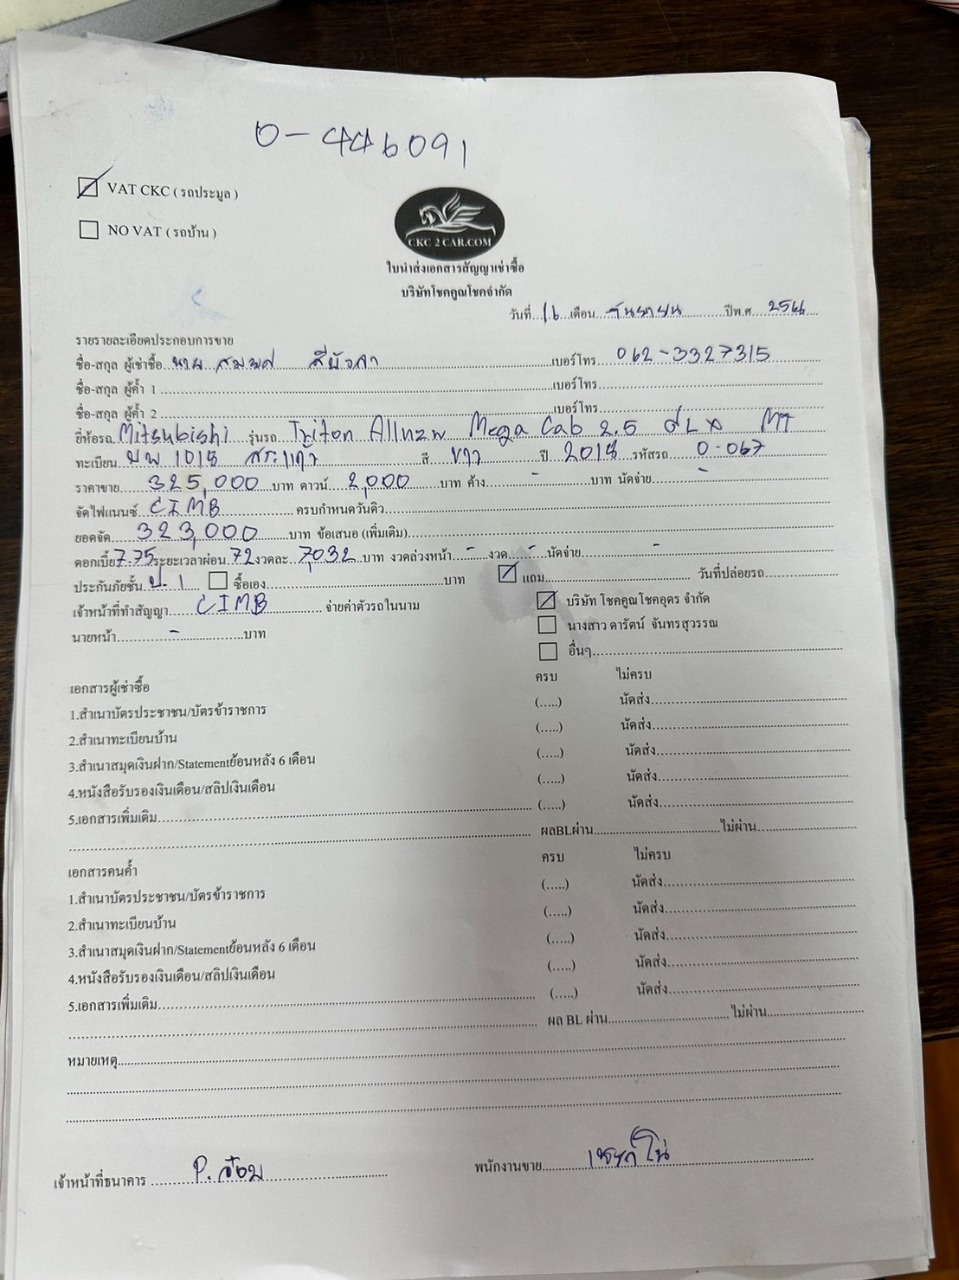 0-446091
☑ VAT CKC ( รถประมูล )
☐ NO VAT ( รถบ้าน )
CKC 2 CAR.COM
ใบนำส่งเอกสารสัญญาเช่าซื้อ
บริษัทโชคคูณโชคจำกัด
วันที่ 16 เดือน กันยายน ปีพ.ศ. 2564
รายรายละเอียดประกอบการขาย
ชื่อ-สกุล ผู้เช่าซื้อ นาย เบอร์โทร 062-3327315
ชื่อ-สกุล ผู้ค้ำ 1 เบอร์โทร
ชื่อ-สกุล ผู้ค้ำ 2 เบอร์โทร
ยี่ห้อรถ Mitsubishi รุ่นรถ Triton Allnew Mega Cab 2.5 GLX MT
ทะเบียน 1018 สระแก้ว สี ขาว ปี 2018 รหัสรถ 0-067
ราคาขาย 325,000 บาท ดาวน์ 2,000 บาท ค้าง - บาท นัดจ่าย -
จัดไฟแนนซ์ CIMB ครบกำหนดวันดิว
ยอดจัด 323,000 บาท ข้อเสนอ (เพิ่มเติม)
ดอกเบี้ย 7.75 ระยะเวลาผ่อน 72 งวดละ 7,032 บาท งวดล่วงหน้า - งวด - นัดจ่าย -
ประกันภัยชั้น ป.1 ☐ ซื้อเอง บาท ☑ แถม วันที่ปล่อยรถ
เจ้าหน้าที่ทำสัญญา CIMB จ่ายค่าตัวรถในนาม ☑ บริษัท โชคคูณโชคอุดร จำกัด
นายหน้า - บาท ☐ นางสาว ดารัตน์ จันทรสุวรรณ
☐ อื่นๆ
เอกสารผู้เช่าซื้อ ครบ ไม่ครบ
1.สำเนาบัตรประชาชน/บัตรข้าราชการ (.....) นัดส่ง
2.สำเนาทะเบียนบ้าน (.....) นัดส่ง
3.สำเนาสมุดเงินฝาก/Statementย้อนหลัง 6 เดือน (.....) นัดส่ง
4.หนังสือรับรองเงินเดือน/สลิปเงินเดือน (.....) นัดส่ง
5.เอกสารเพิ่มเติม (.....) นัดส่ง
ผลBLผ่าน ไม่ผ่าน
เอกสารคนค้ำ ครบ ไม่ครบ
1.สำเนาบัตรประชาชน/บัตรข้าราชการ (.....) นัดส่ง
2.สำเนาทะเบียนบ้าน (.....) นัดส่ง
3.สำเนาสมุดเงินฝาก/Statementย้อนหลัง 6 เดือน (.....) นัดส่ง
4.หนังสือรับรองเงินเดือน/สลิปเงินเดือน (.....) นัดส่ง
5.เอกสารเพิ่มเติม (.....) นัดส่ง
ผล BL ผ่าน ไม่ผ่าน
หมายเหตุ
เจ้าหน้าที่ธนาคาร พนักงานขาย